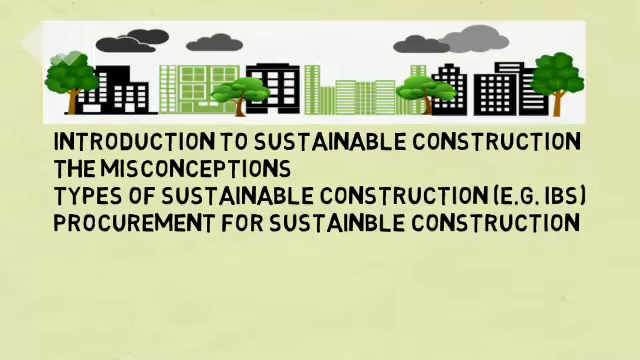 INTRODUCTION TO SUSTAINABLE CONSTRUCTION
THE MISCONCEPTIONS
TYPES OF SUSTAINABLE CONSTRUCTION (E.G. IBS)
PROCUREMENT FOR SUSTAINBLE CONSTRUCTION